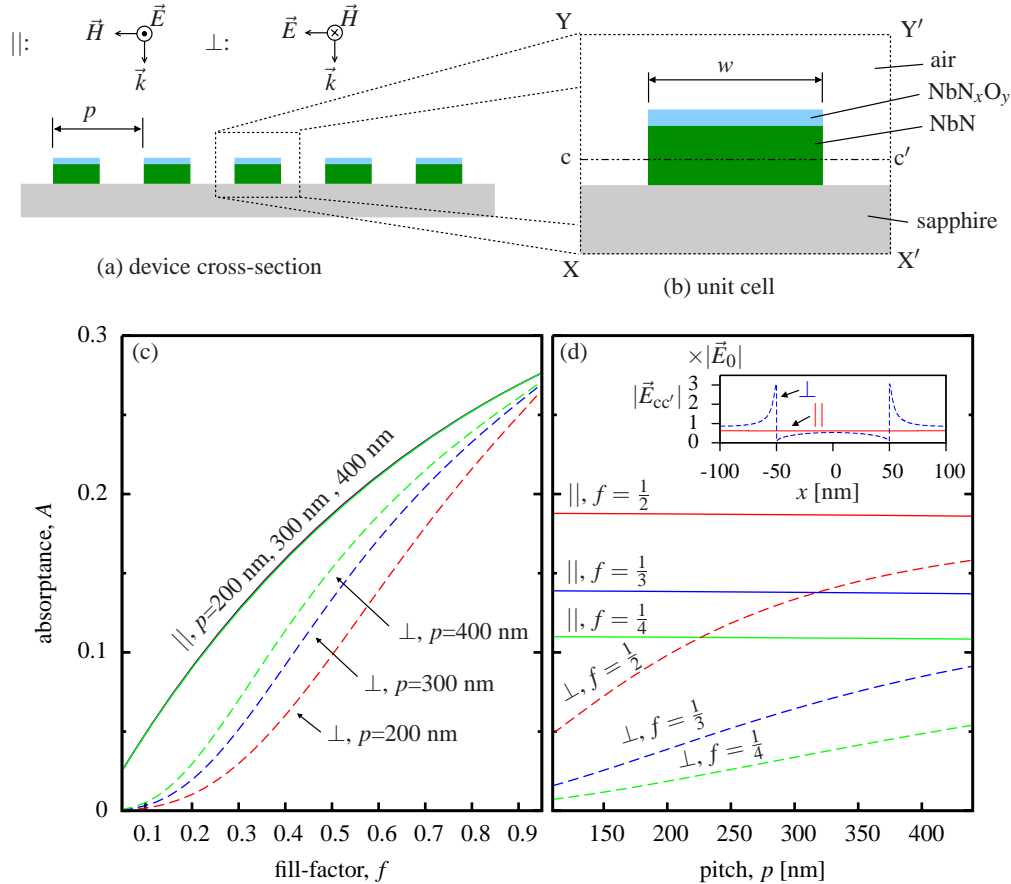 ||: H⃗ E⃗ k⃗ ⊥: E⃗ H⃗ k⃗
p
(a) device cross-section
Y Y′
w
air
NbNₓOᵧ
NbN
c c′
sapphire
X X′
(b) unit cell
(c)
0.3
0.2
0.1
0
absorptance, A
||, p=200 nm, 300 nm , 400 nm
⊥, p=400 nm
⊥, p=300 nm
⊥, p=200 nm
0.1 0.2 0.3 0.4 0.5 0.6 0.7 0.8 0.9
fill-factor, f
(d)
×|E⃗₀|
|E⃗cc′|
3
2
1
0
⊥
||
-100 -50 0 50 100
x [nm]
||, f = 1/2
||, f = 1/3
||, f = 1/4
⊥, f = 1/2
⊥, f = 1/3
⊥, f = 1/4
150 200 250 300 350 400
pitch, p [nm]